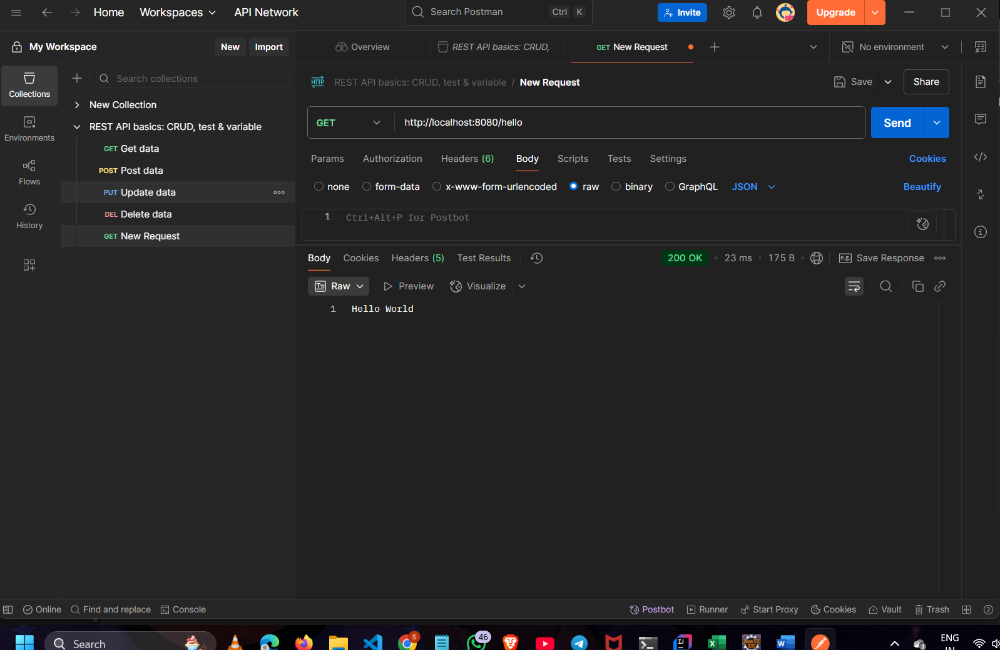 Home Workspaces API Network Search Postman Ctrl K Invite Upgrade
My Workspace New Import Overview REST API basics: CRUD, GET New Request No environment
Search collections
Collections
Environments
Flows
History
New Collection
REST API basics: CRUD, test & variable
GET Get data
POST Post data
PUT Update data
DEL Delete data
GET New Request
HTTP REST API basics: CRUD, test & variable / New Request Save Share
GET http://localhost:8080/hello Send
Params Authorization Headers (6) Body Scripts Tests Settings Cookies
none form-data x-www-form-urlencoded raw binary GraphQL JSON Beautify
1 Ctrl+Alt+P for Postbot
Body Cookies Headers (5) Test Results 200 OK • 23 ms • 175 B • e.g. Save Response
Raw Preview Visualize
1 Hello World
Online Find and replace Console Postbot Runner Start Proxy Cookies Vault Trash
Search S 46 IJ Java EE IDE W ENG
IN